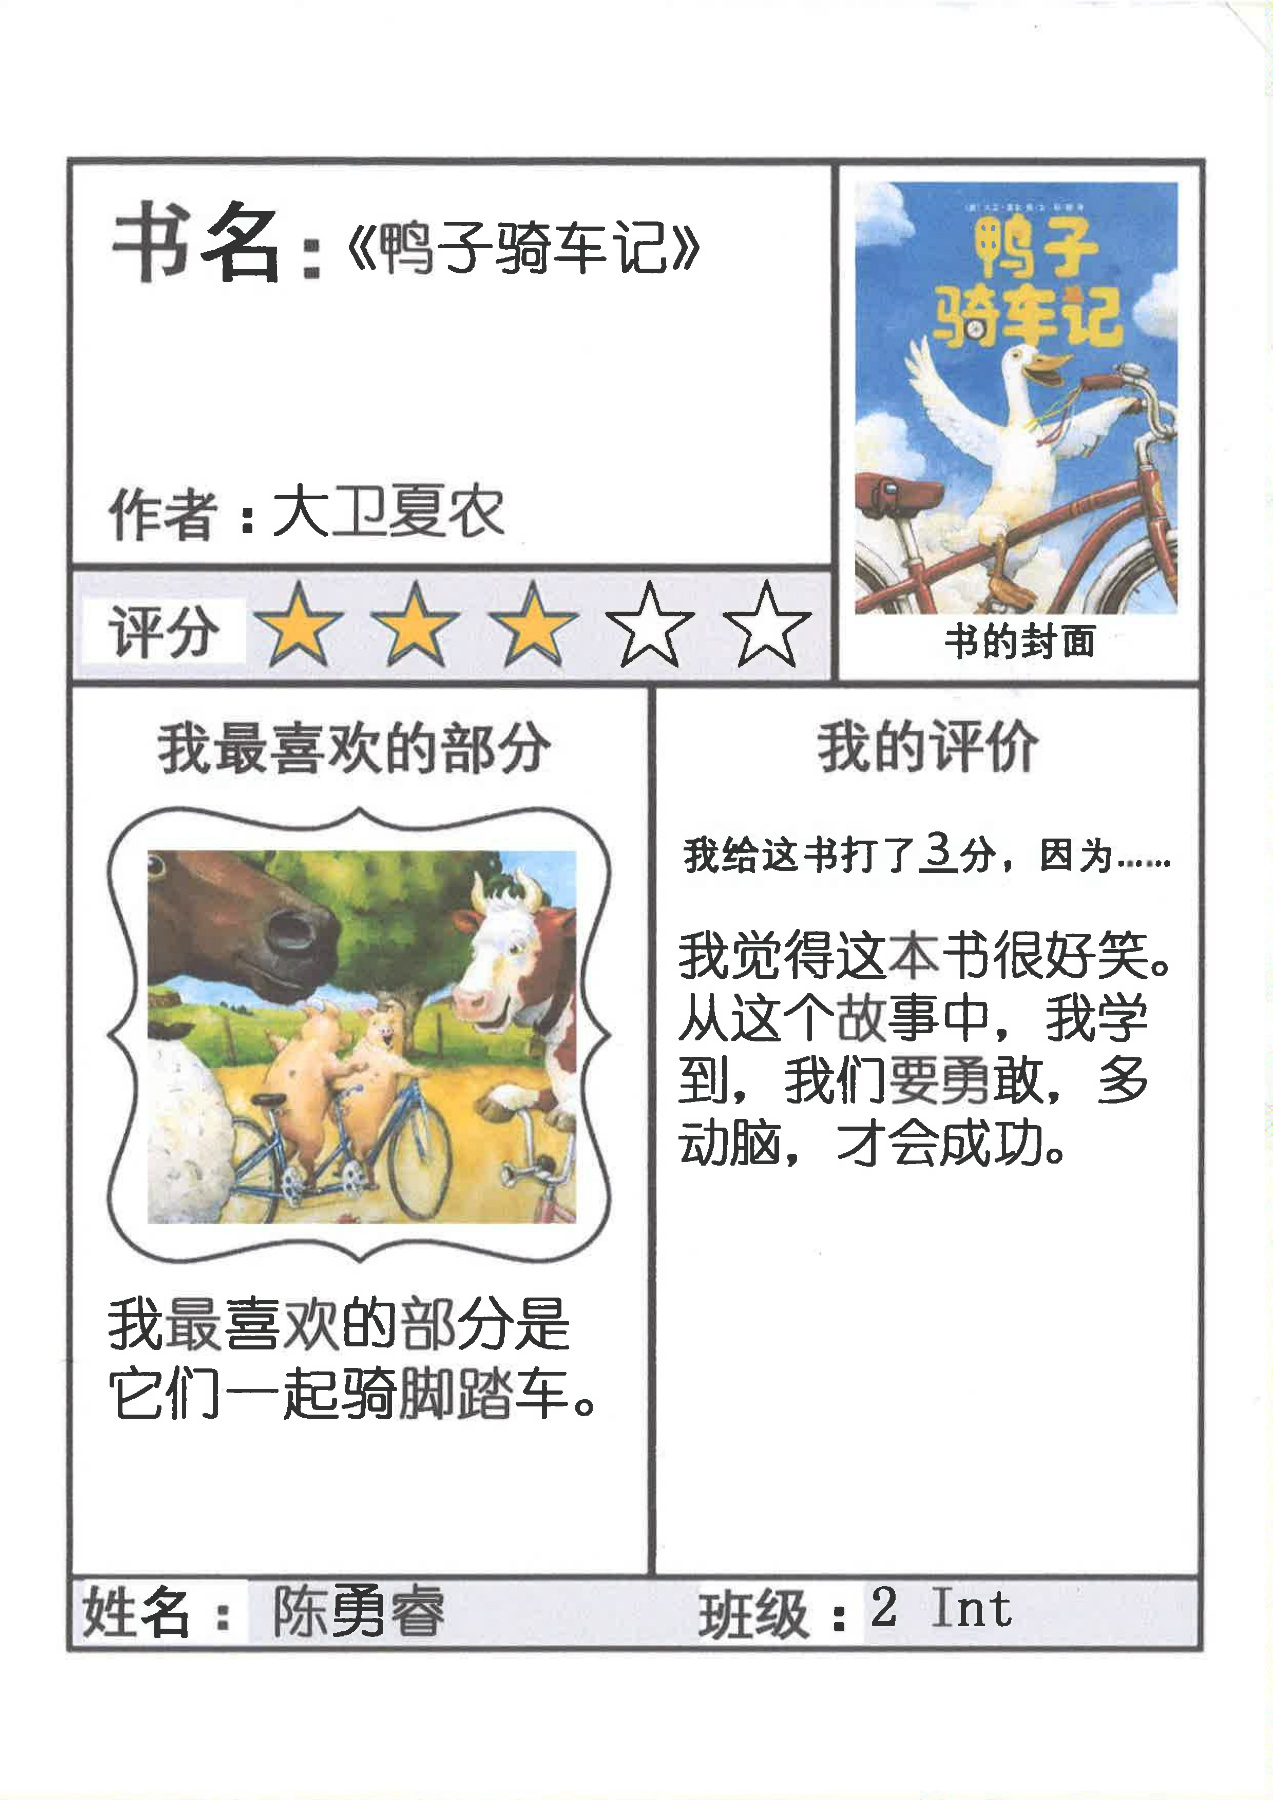 书名：《鸭子骑车记》
鸭子
骑车记
作者：大卫夏农
评分
书的封面
我最喜欢的部分
我的评价
我给这书打了3分，因为……
我觉得这本书很好笑。
从这个故事中，我学
到，我们要勇敢，多
动脑，才会成功。
我最喜欢的部分是
它们一起骑脚踏车。
姓名：陈勇睿
班级：2 Int